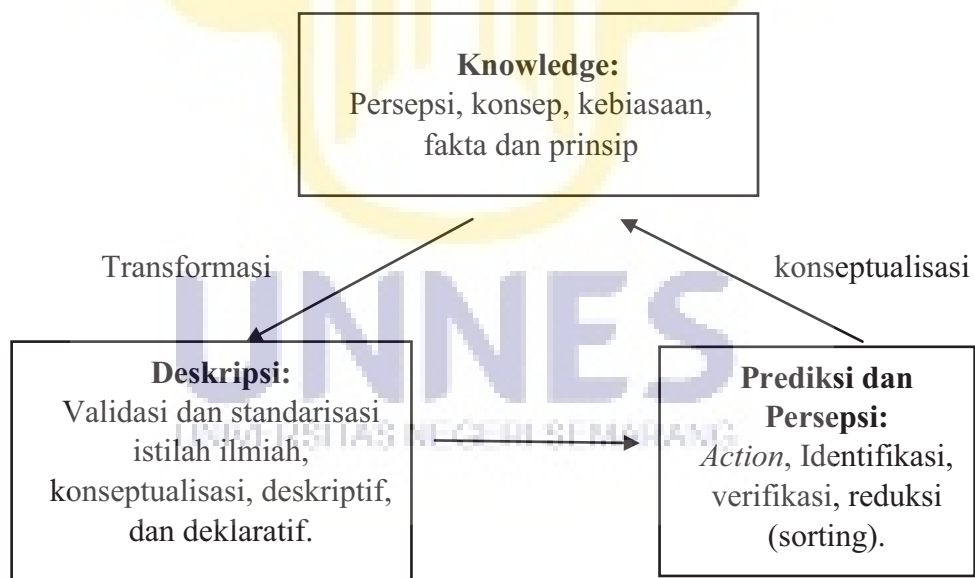 Knowledge:
Persepsi, konsep, kebiasaan,
fakta dan prinsip
Transformasi
konseptualisasi
UNNES
UNIVERSITAS NEGERI SEMARANG
Deskripsi:
Validasi dan standarisasi
istilah ilmiah,
konseptualisasi, deskriptif,
dan deklaratif.
Prediksi dan
Persepsi:
Action, Identifikasi,
verifikasi, reduksi
(sorting).